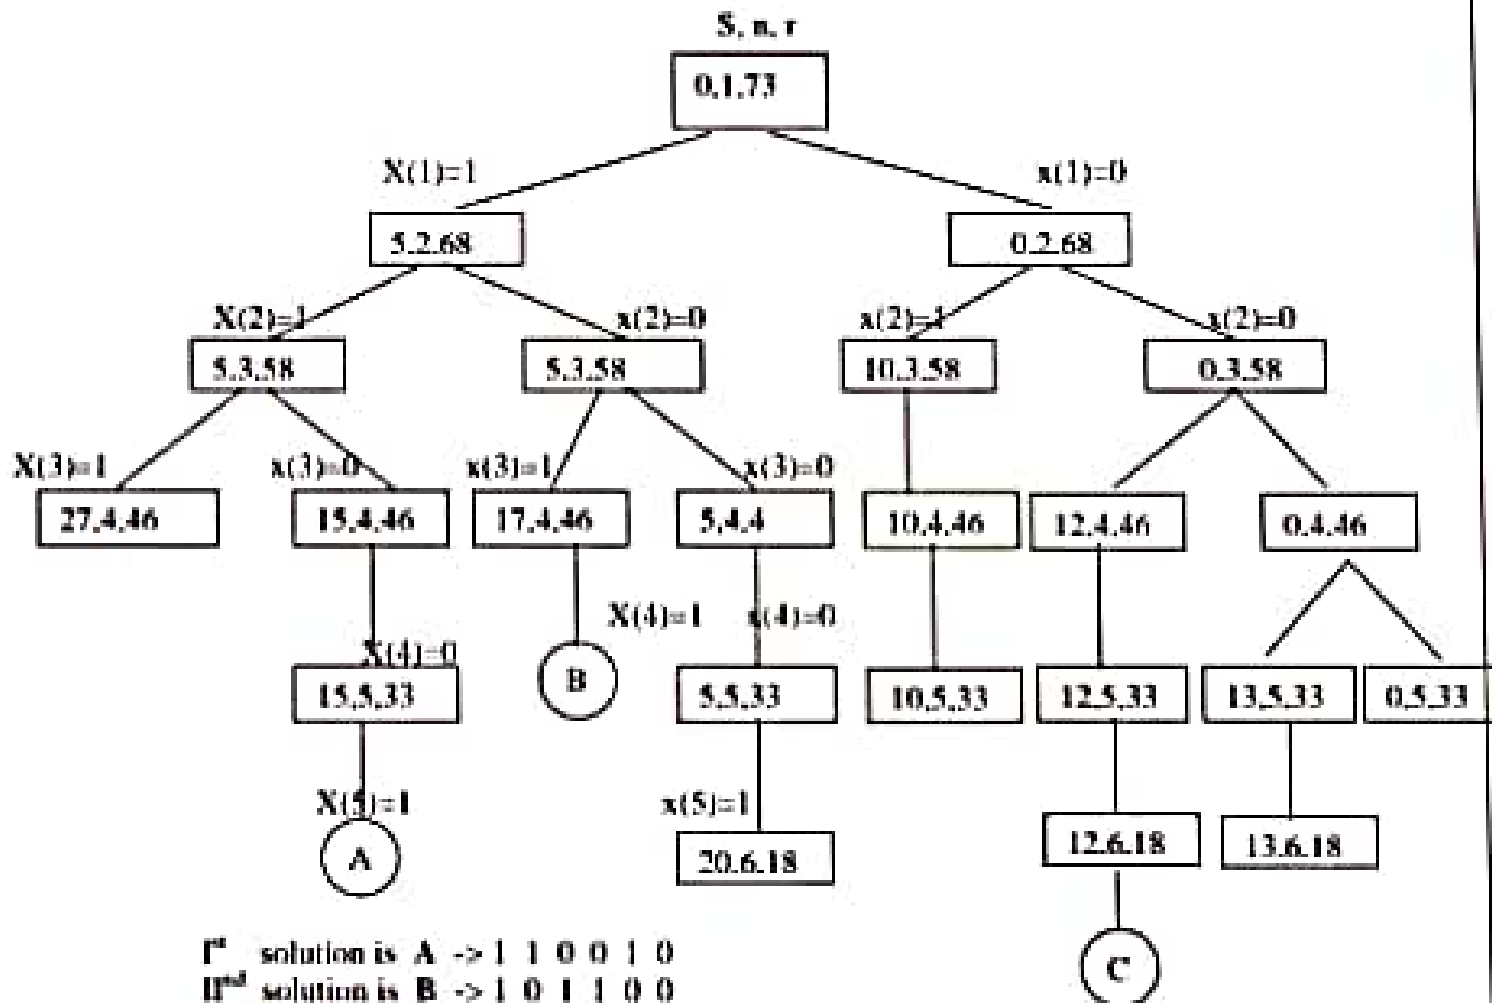 S, n, r
0,1,73
X(1)=1
x(1)=0
5,2,68
0,2,68
X(2)=1
x(2)=0
x(2)=1
x(2)=0
5,3,58
5,3,58
10,3,58
0,3,58
X(3)=1
x(3)=0
x(3)=1
x(3)=0
27,4,46
15,4,46
17,4,46
5,4,4
10,4,46
12,4,46
0,4,46
X(4)=1
x(4)=0
X(4)=0
B
15,5,33
5,5,33
10,5,33
12,5,33
13,5,33
0,5,33
X(5)=1
x(5)=1
A
20,6,18
12,6,18
13,6,18
Ist solution is A -> 1 1 0 0 1 0
IInd solution is B -> 1 0 1 1 0 0
C